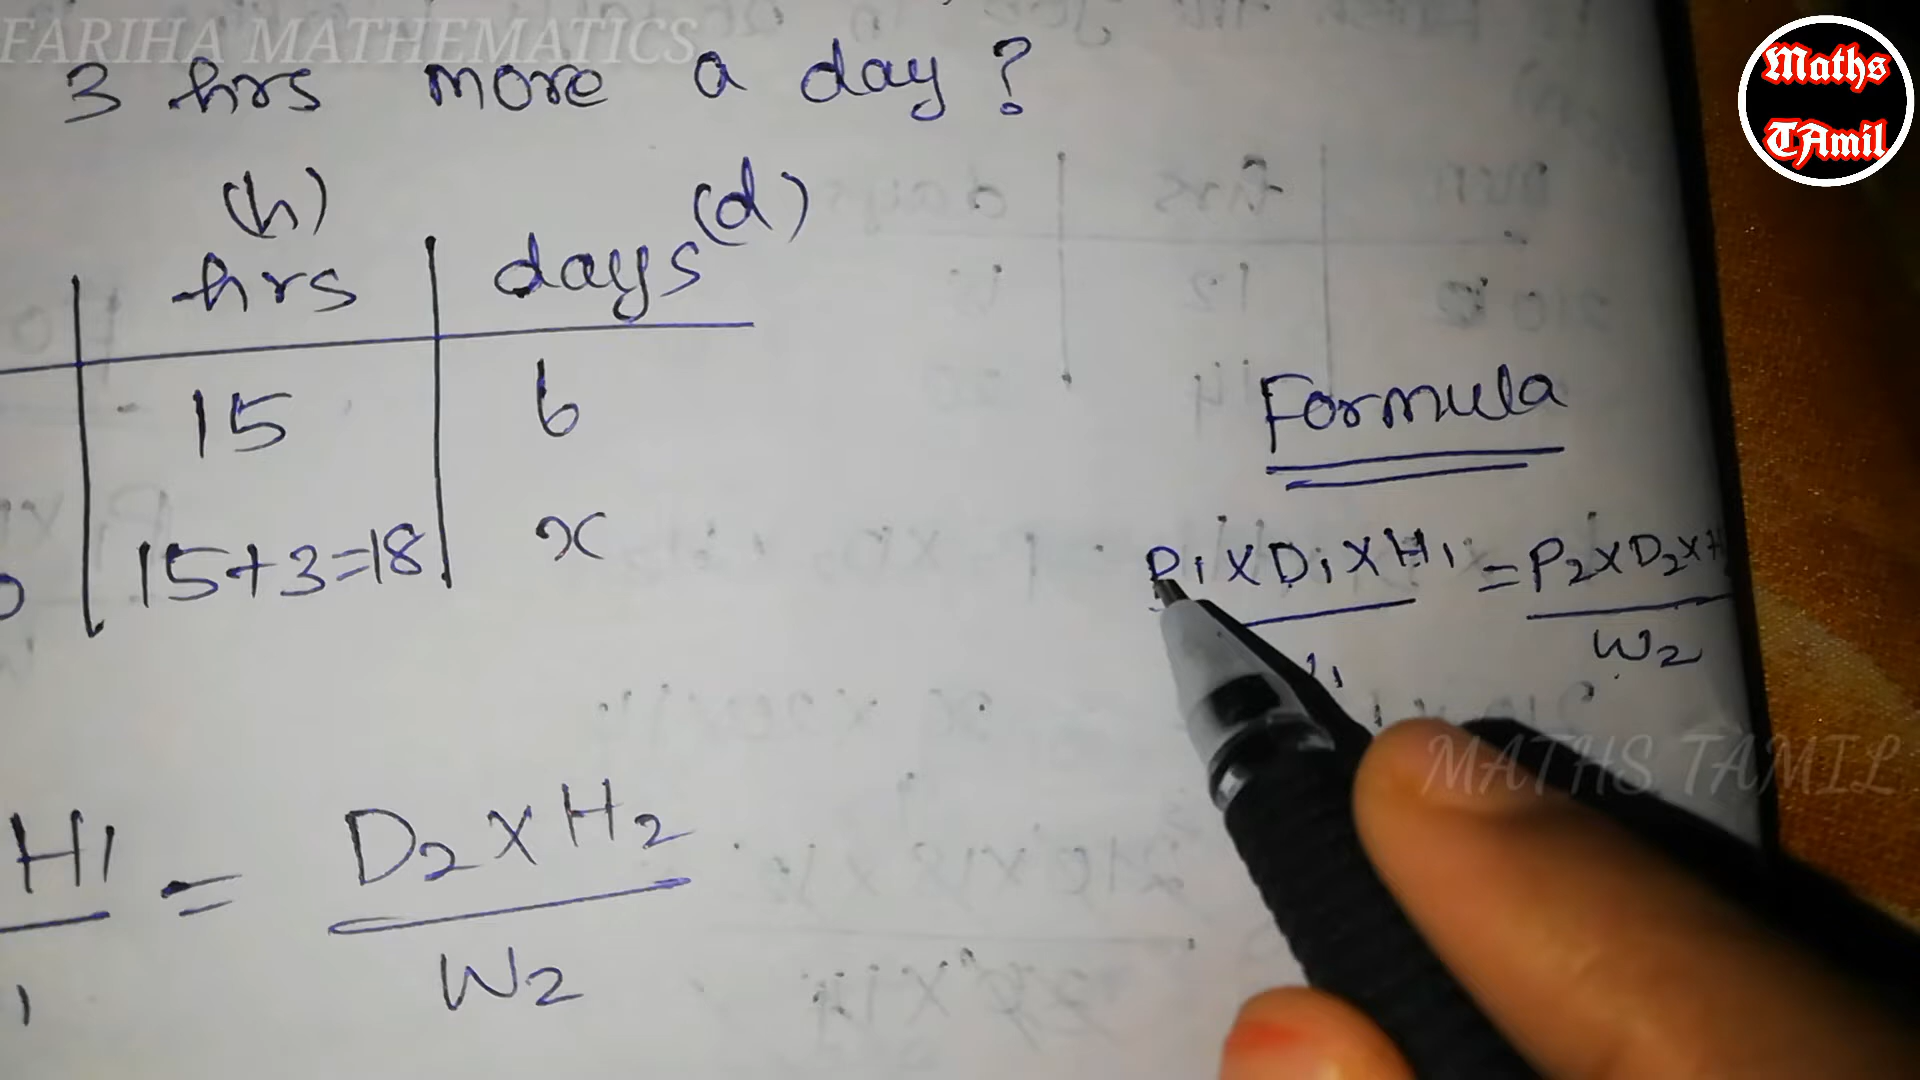 FARIHA MATHEMATICS
Maths
TAmil
3 hrs more a day ?
(h) (d)
hrs days
15 6
15+3=18 x
Formula
P1 x D1 x H1 = P2 x D2 x H
W2
H1 = D2 x H2
1 W2
MATHS TAMIL